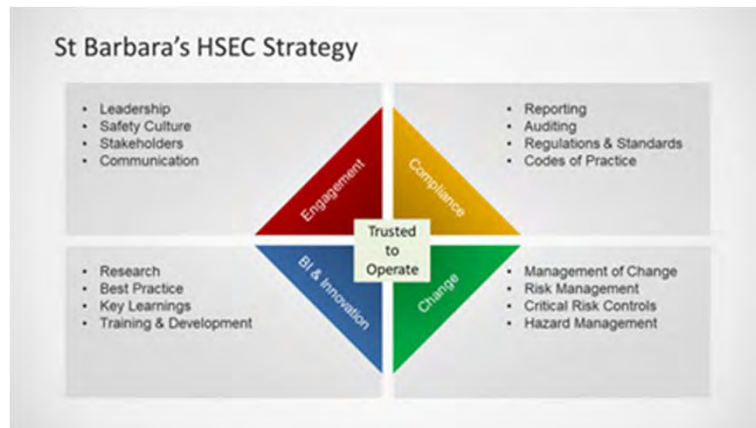 St Barbara's HSEC Strategy
• Leadership
• Safety Culture
• Stakeholders
• Communication
Engagement
Compliance
• Reporting
• Auditing
• Regulations & Standards
• Codes of Practice
Trusted
to
Operate
• Research
• Best Practice
• Key Learnings
• Training & Development
BI & Innovation
Change
• Management of Change
• Risk Management
• Critical Risk Controls
• Hazard Management